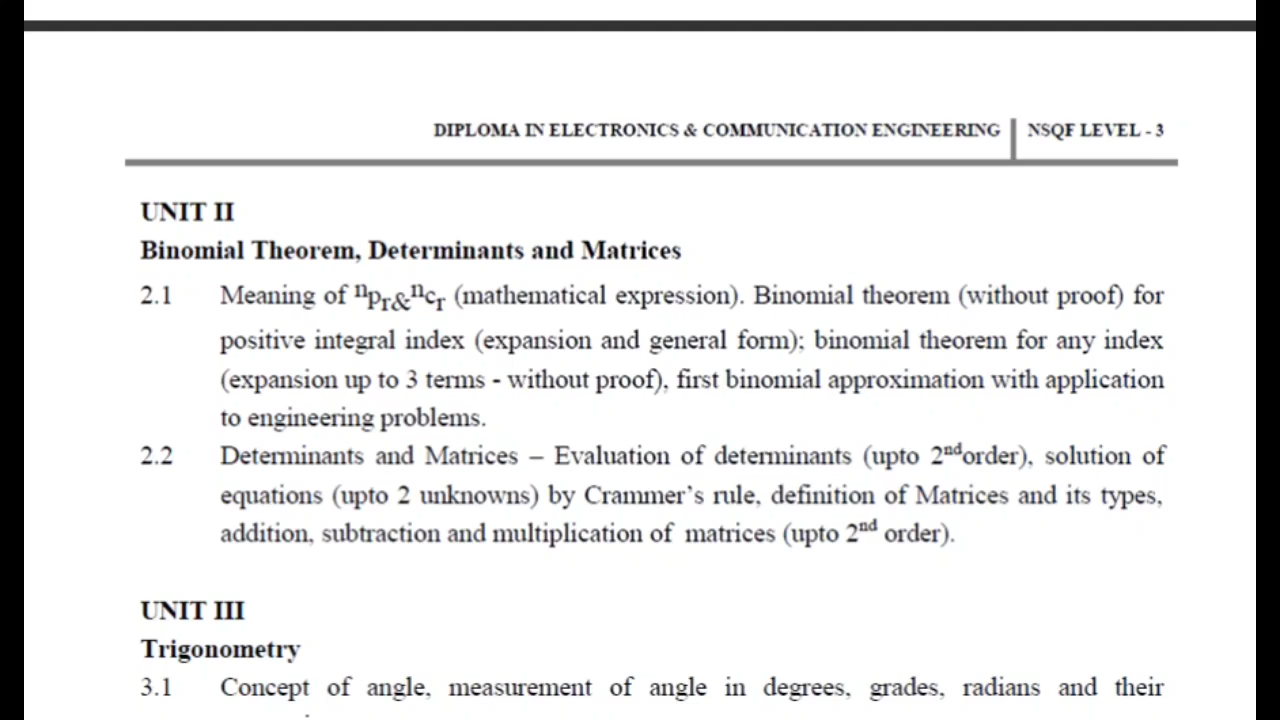 DIPLOMA IN ELECTRONICS & COMMUNICATION ENGINEERING NSQF LEVEL - 3
UNIT II
Binomial Theorem, Determinants and Matrices
2.1 Meaning of ⁿpᵣ&ⁿcᵣ (mathematical expression). Binomial theorem (without proof) for
positive integral index (expansion and general form); binomial theorem for any index
(expansion up to 3 terms - without proof), first binomial approximation with application
to engineering problems.
2.2 Determinants and Matrices – Evaluation of determinants (upto 2ⁿᵈorder), solution of
equations (upto 2 unknowns) by Crammer's rule, definition of Matrices and its types,
addition, subtraction and multiplication of matrices (upto 2ⁿᵈ order).
UNIT III
Trigonometry
3.1 Concept of angle, measurement of angle in degrees, grades, radians and their